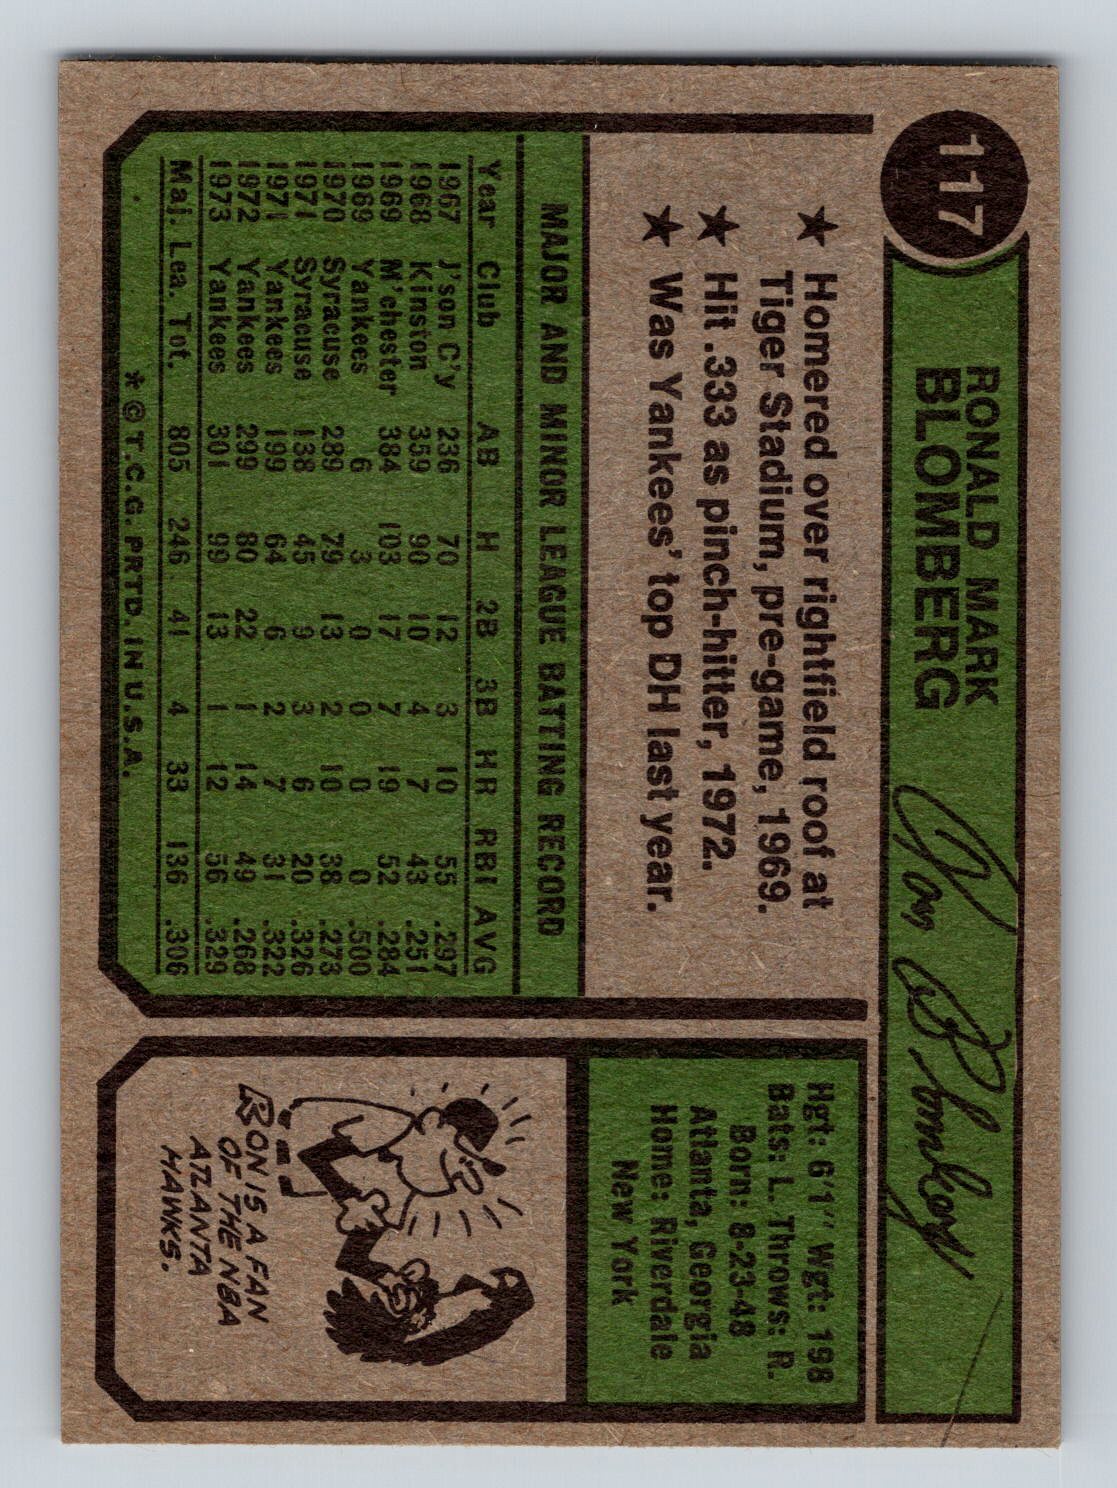 117
RONALD MARK
BLOMBERG
Ron Blomberg
★ Homered over rightfield roof at
Tiger Stadium, pre-game, 1969.
★ Hit .333 as pinch-hitter, 1972.
★ Was Yankees' top DH last year.
MAJOR AND MINOR LEAGUE BATTING RECORD
Year Club AB H 2B 3B HR RBI AVG
1967 J'son C'y 236 70 12 3 10 55 .297
1968 Kinston 359 90 10 4 7 43 .251
1969 M'chester 384 103 17 7 19 52 .284
1969 Yankees 6 3 0 0 0 0 .500
1970 Syracuse 289 79 13 2 10 38 .273
1971 Syracuse 138 45 9 3 6 20 .326
1971 Yankees 199 64 6 2 7 31 .322
1972 Yankees 299 80 22 1 14 49 .268
1973 Yankees 301 99 13 1 12 56 .329
Maj. Lea. Tot. 805 246 41 4 33 136 .306
* © T.C.G. PRTD. IN U.S.A.
Hgt: 6'1" Wgt: 198
Bats: L. Throws: R.
Born: 8-23-48
Atlanta, Georgia
Home: Riverdale
New York
RON IS A FAN
OF THE NBA
ATLANTA
HAWKS.